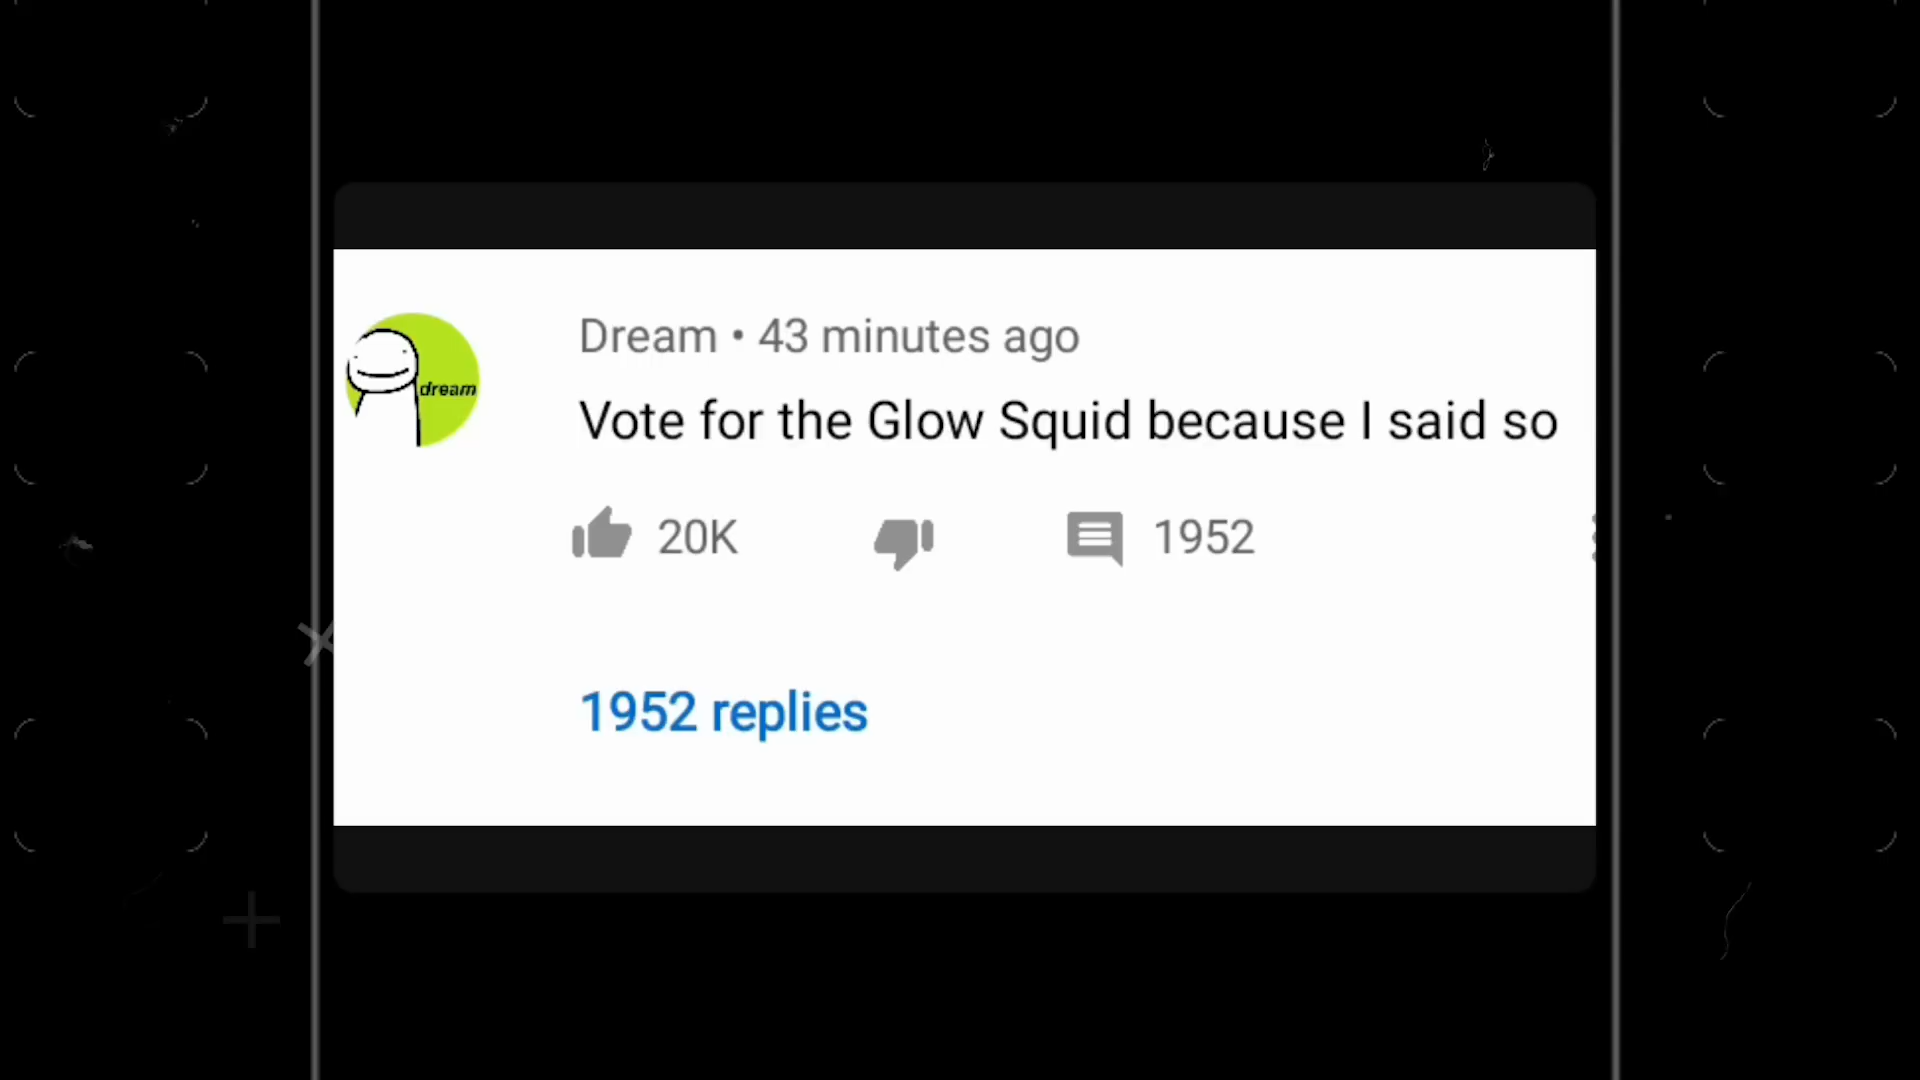 dream
Dream • 43 minutes ago
Vote for the Glow Squid because I said so
20K 1952
1952 replies